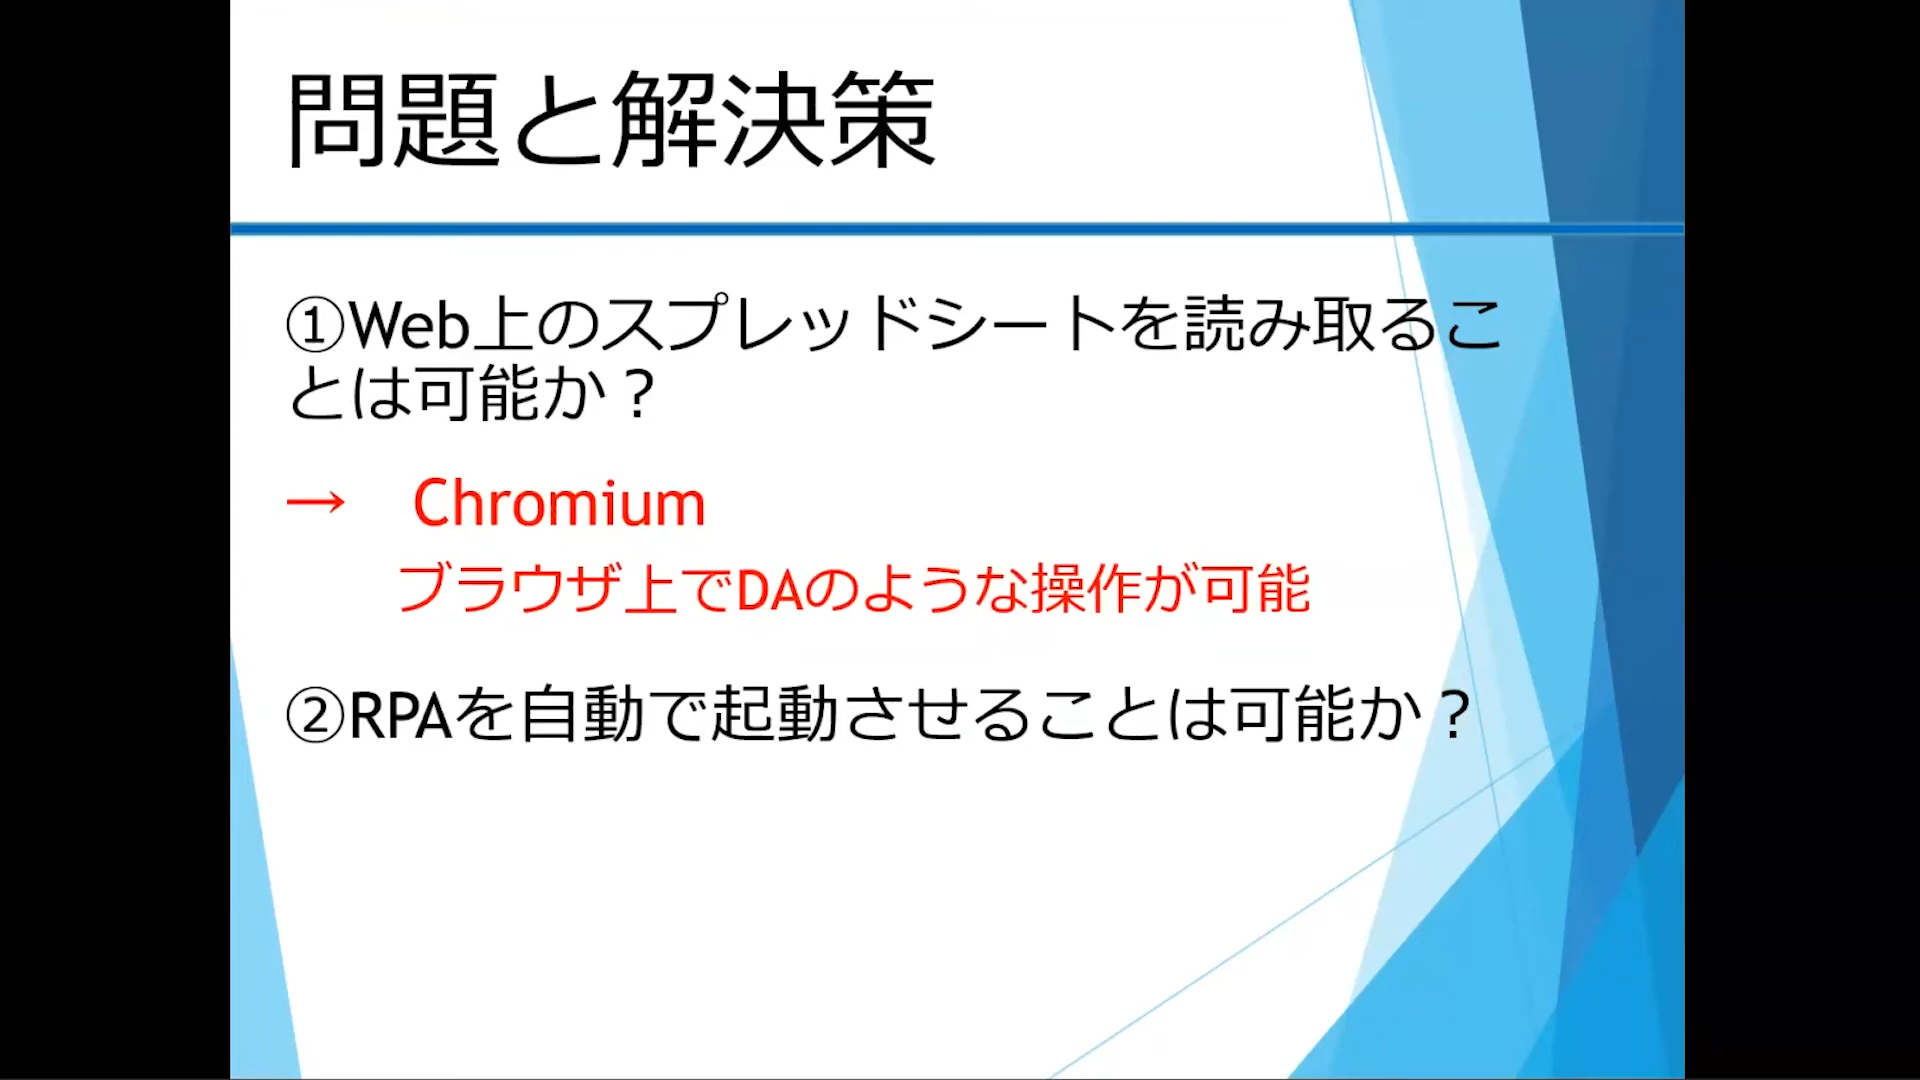 問題と解決策
①Web上のスプレッドシートを読み取るこ
とは可能か？
→　Chromium
ブラウザ上でDAのような操作が可能
②RPAを自動で起動させることは可能か？